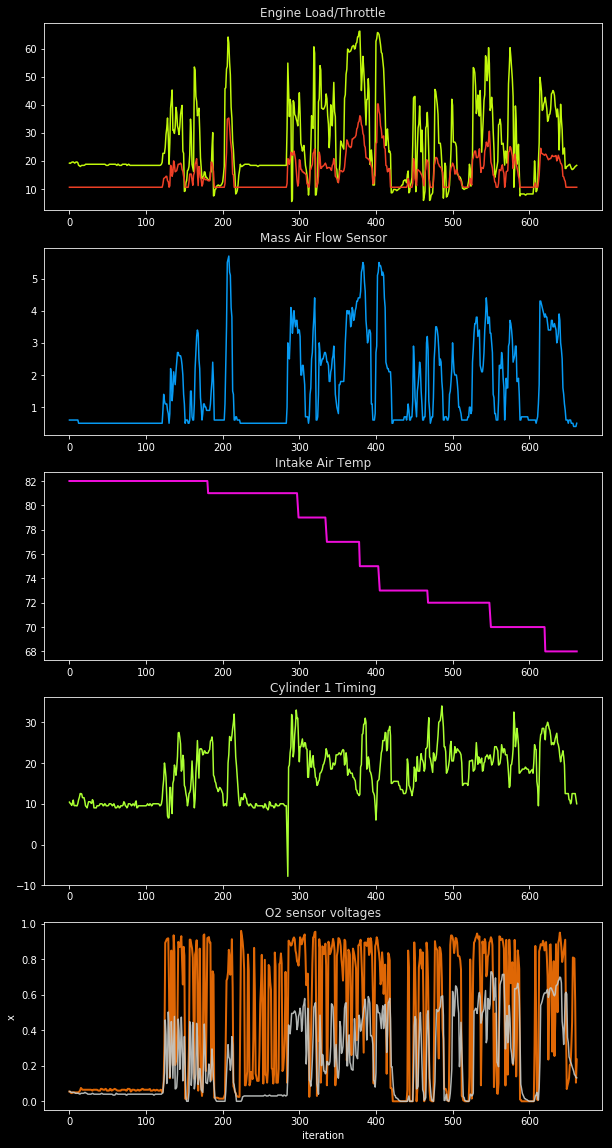 Engine Load/Throttle
60
50
40
30
20
10
0 100 200 300 400 500 600
Mass Air Flow Sensor
5
4
3
2
1
0 100 200 300 400 500 600
Intake Air Temp
82
80
78
76
74
72
70
68
0 100 200 300 400 500 600
Cylinder 1 Timing
30
20
10
0
−10
0 100 200 300 400 500 600
O2 sensor voltages
1.0
0.8
0.6
x
0.4
0.2
0.0
0 100 200 300 400 500 600
iteration